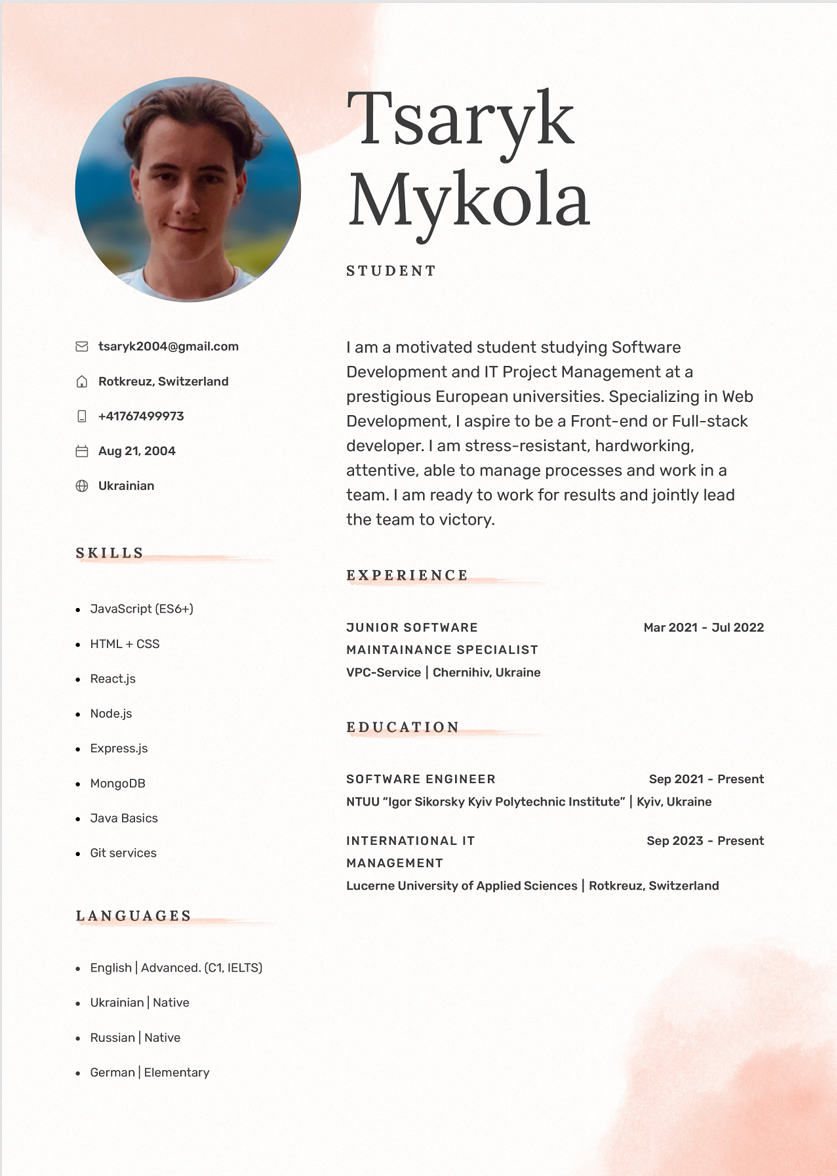 Tsaryk
Mykola
STUDENT
tsaryk2004@gmail.com
Rotkreuz, Switzerland
+41767499973
Aug 21, 2004
Ukrainian
SKILLS
JavaScript (ES6+)
HTML + CSS
React.js
Node.js
Express.js
MongoDB
Java Basics
Git services
LANGUAGES
English | Advanced. (C1, IELTS)
Ukrainian | Native
Russian | Native
German | Elementary
I am a motivated student studying Software
Development and IT Project Management at a
prestigious European universities. Specializing in Web
Development, I aspire to be a Front-end or Full-stack
developer. I am stress-resistant, hardworking,
attentive, able to manage processes and work in a
team. I am ready to work for results and jointly lead
the team to victory.
EXPERIENCE
JUNIOR SOFTWARE Mar 2021 - Jul 2022
MAINTAINANCE SPECIALIST
VPC-Service | Chernihiv, Ukraine
EDUCATION
SOFTWARE ENGINEER Sep 2021 - Present
NTUU “Igor Sikorsky Kyiv Polytechnic Institute” | Kyiv, Ukraine
INTERNATIONAL IT Sep 2023 - Present
MANAGEMENT
Lucerne University of Applied Sciences | Rotkreuz, Switzerland